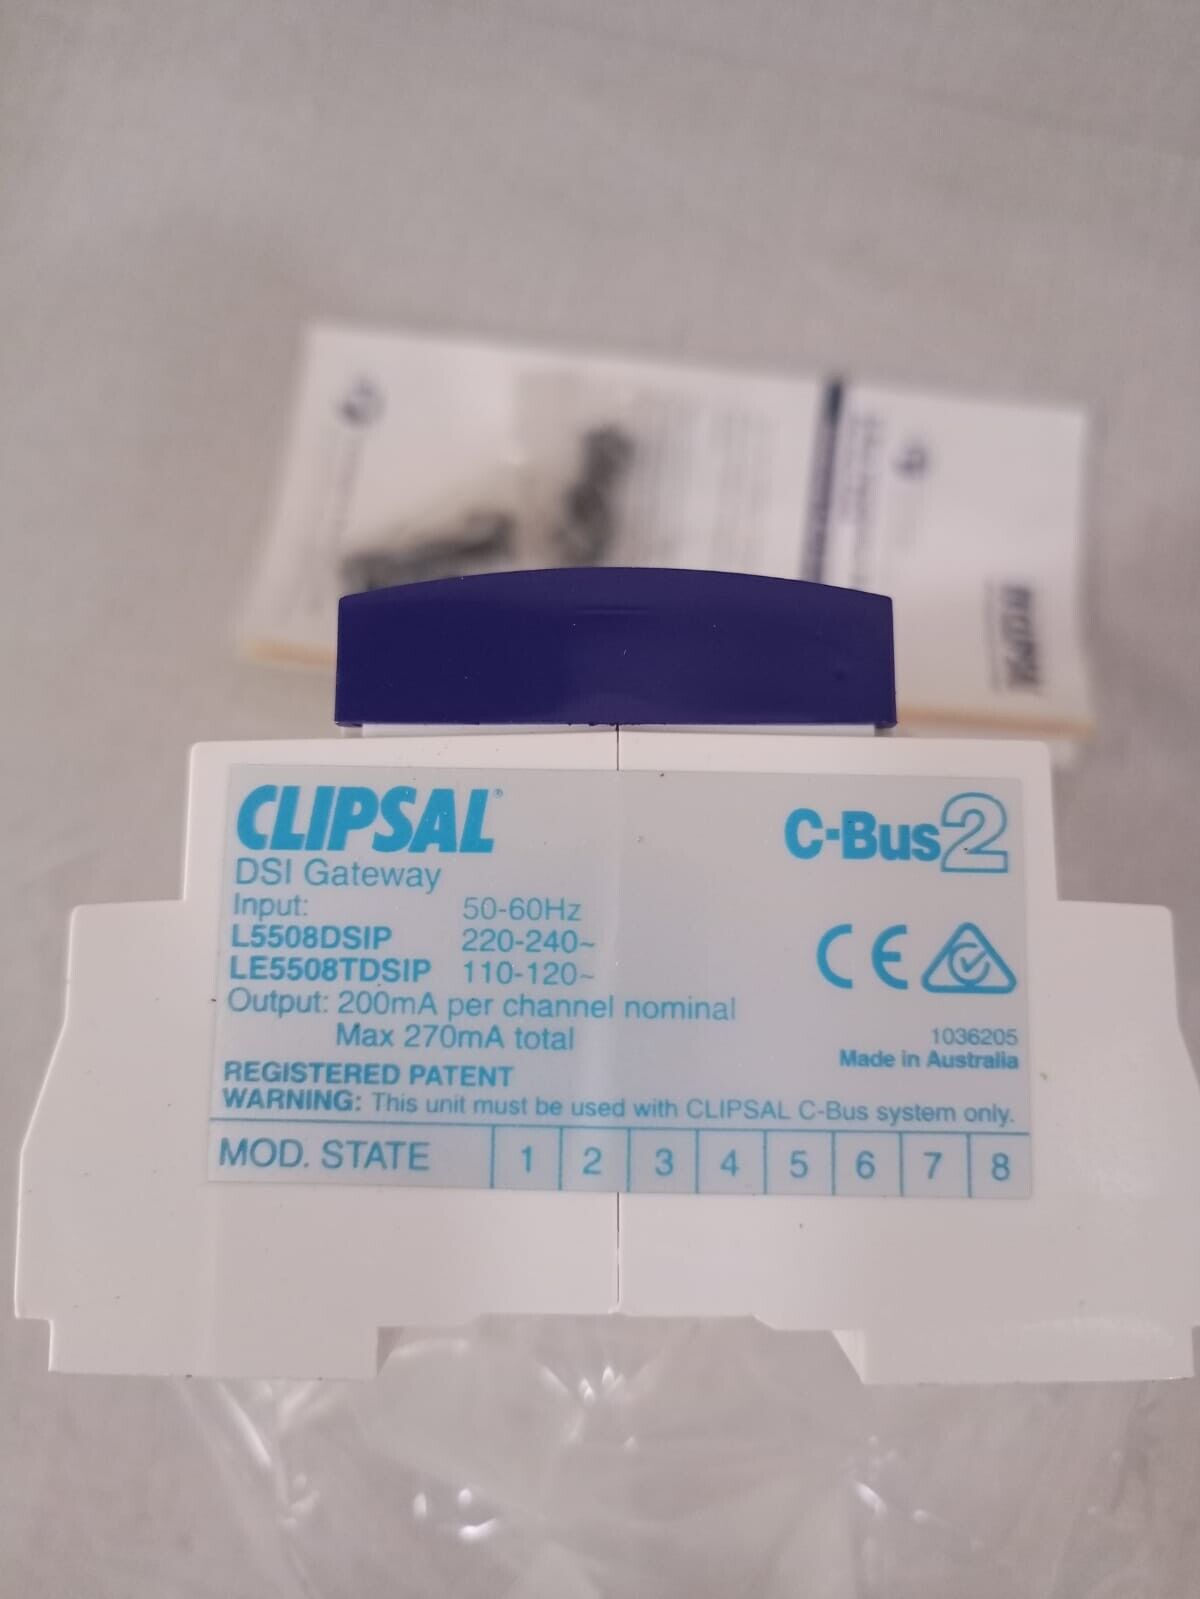 CLIPSAL®
C-Bus2
DSI Gateway
Input: 50-60Hz
L5508DSIP 220-240~
LE5508TDSIP 110-120~
Output: 200mA per channel nominal
Max 270mA total
CE
1036205
Made in Australia
REGISTERED PATENT
WARNING: This unit must be used with CLIPSAL C-Bus system only.
MOD. STATE 1 2 3 4 5 6 7 8